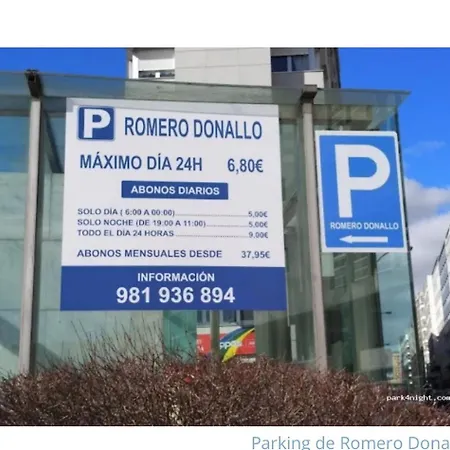 P ROMERO DONALLO
MÁXIMO DÍA 24H 6,80€
ABONOS DIARIOS
SOLO DÍA ( 6:00 A 00:00) 5,00€
SOLO NOCHE (DE 19:00 A 11:00) 5,00€
TODO EL DÍA 24 HORAS 9,00€
ABONOS MENSUALES DESDE 37,95€
INFORMACIÓN
981 936 894
P
ROMERO DONALLO
park4night.com
Parking de Romero Dona